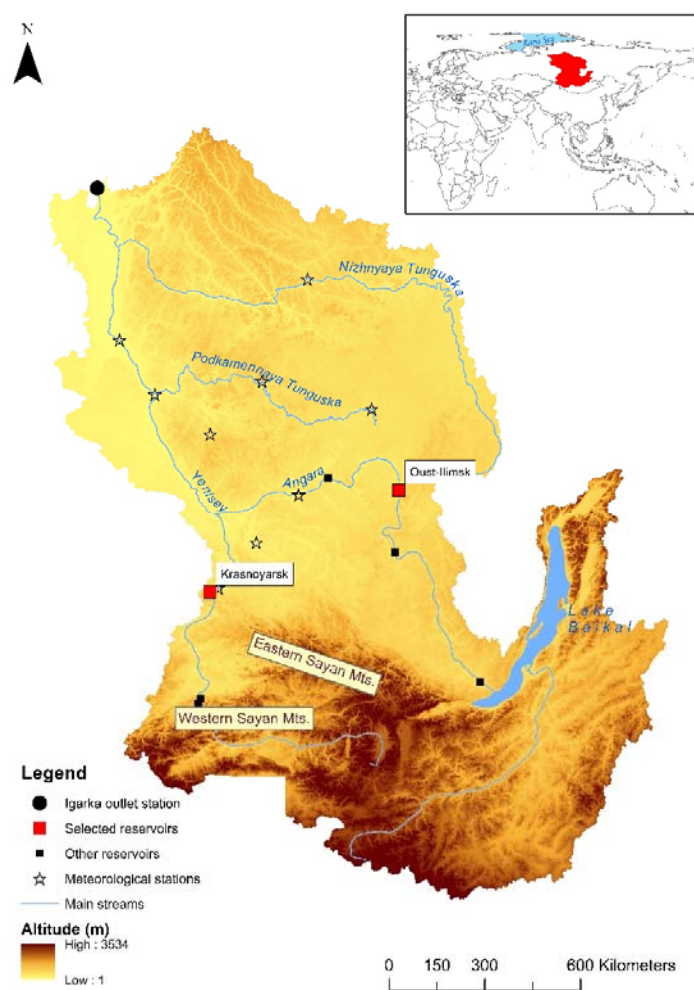 N
Kara Sea
Nizhnyaya Tunguska
Podkamennaya Tunguska
Oust-Ilimsk
Angara
Yenisey
Krasnoyarsk
Lake
Baikal
Eastern Sayan Mts.
Western Sayan Mts.
Legend
Igarka outlet station
Selected reservoirs
Other reservoirs
Meteorological stations
Main streams
Altitude (m)
High : 3534
Low : 1
0 150 300 600 Kilometers